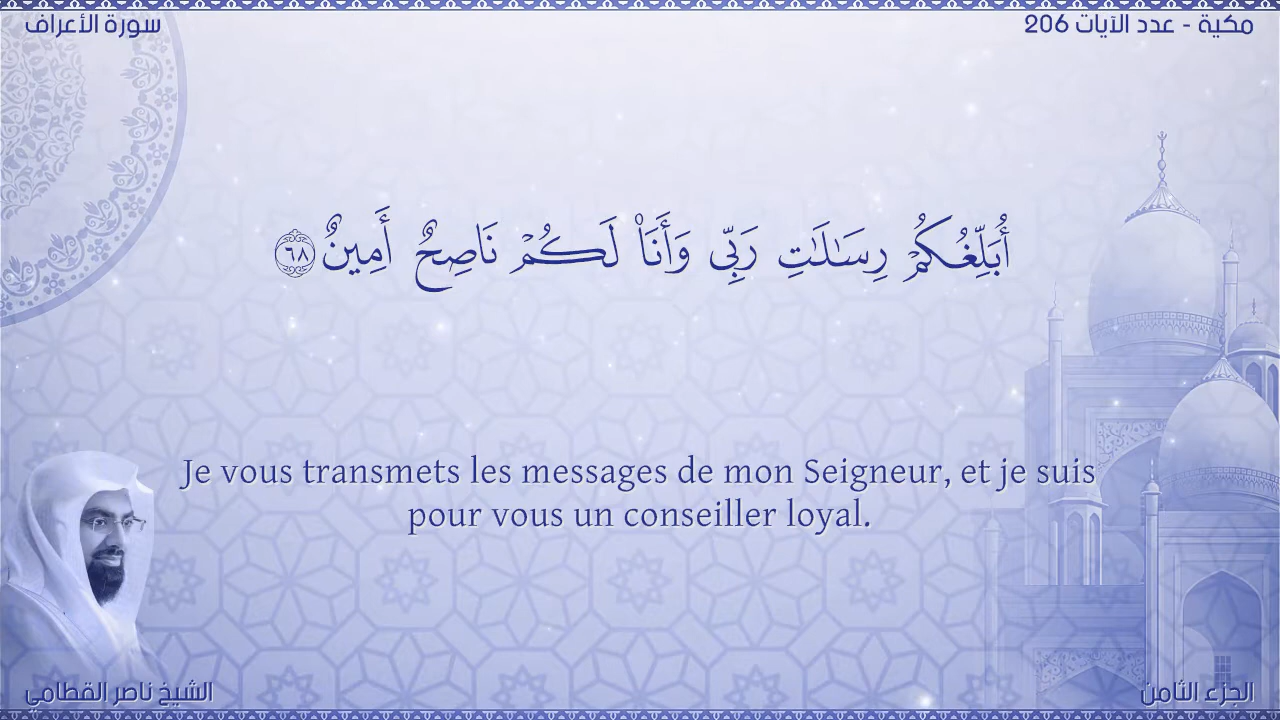 سورة الأعراف
مكية - عدد الآيات 206
أُبَلِّغُكُمْ رِسَـٰلَـٰتِ رَبِّى وَأَنَا۠ لَكُمْ نَاصِحٌ أَمِينٌ ٦٨
Je vous transmets les messages de mon Seigneur, et je suis
pour vous un conseiller loyal.
الشيخ ناصر القطامي
الجزء الثامن